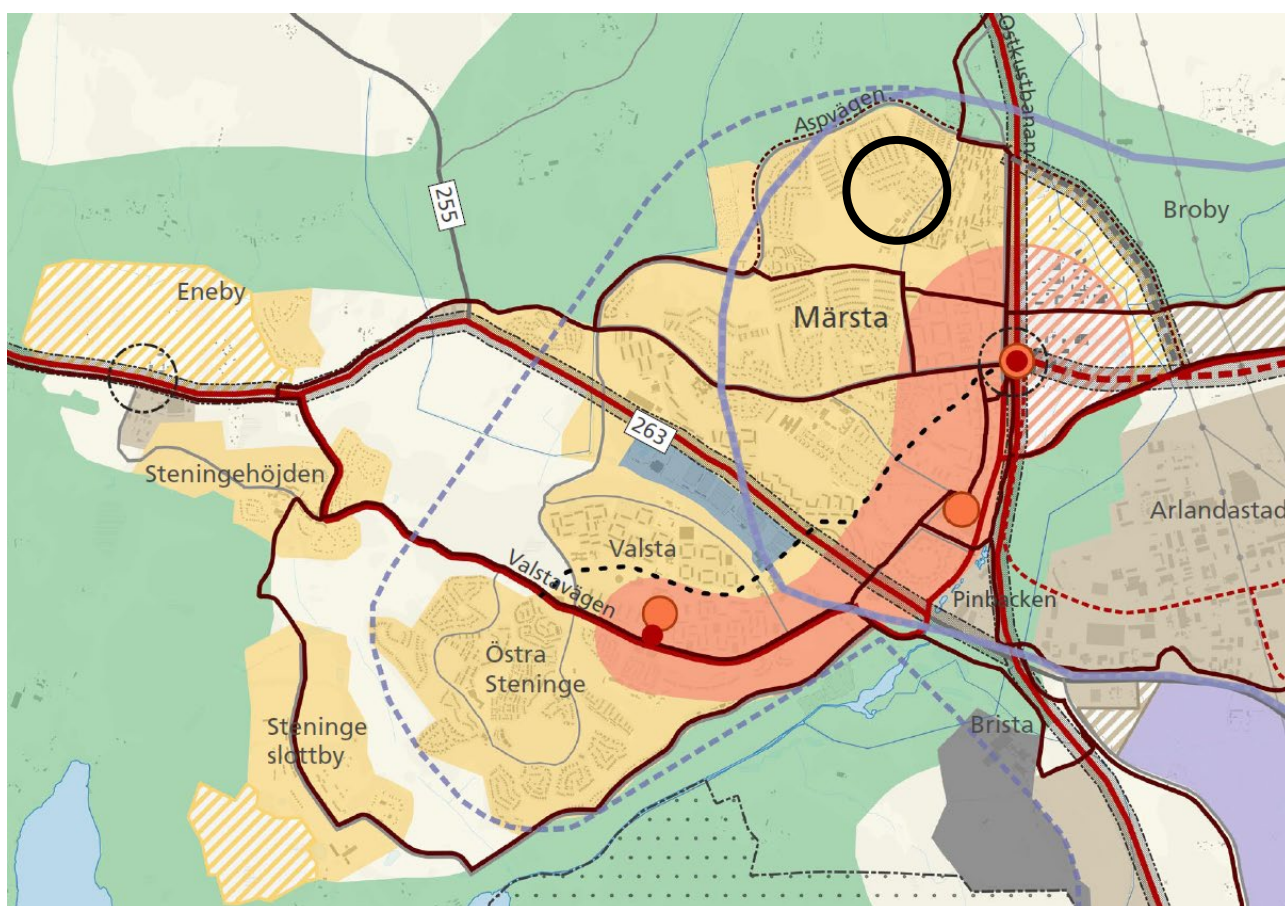 Ostkustbanan
Aspvägen
255
Broby
Eneby
Märsta
263
Steningehöjden
Arlandastad
Valsta
Valstavägen
Pinbacken
Östra
Steninge
Steninge
slottby
Brista